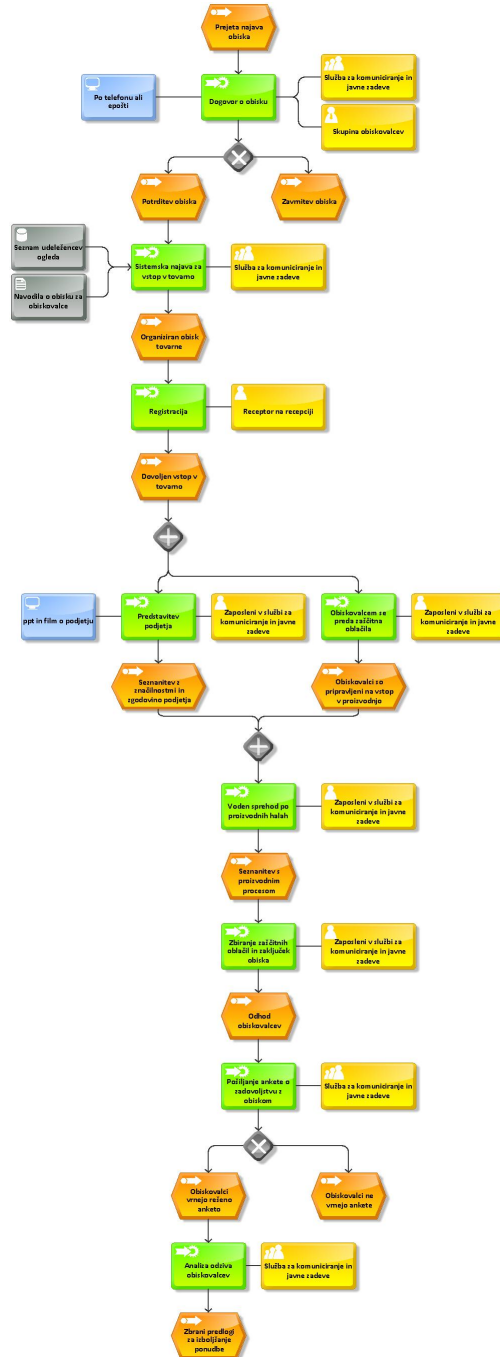 Prejeta najava
obiska
Po telefonu ali
epošti
Dogovor o obisku
Služba za komuniciranje in
javne zadeve
Skupina obiskovalcev
Potrditev obiska
Zavrnitev obiska
Seznam udeležencev
ogleda
Navodila o obisku za
obiskovalce
Sistemska najava za
vstop v tovarno
Služba za komuniciranje in
javne zadeve
Organiziran obisk
tovarne
Registracija
Receptor na recepciji
Dovoljen vstop v
tovarno
ppt in film o podjetju
Predstavitev
podjetja
Zaposleni v službi za
komuniciranje in javne
zadeve
Obiskovalcem se
preda zaščitna
oblačila
Zaposleni v službi za
komuniciranje in javne
zadeve
Seznanitev z
značilnostmi in
zgodovino podjetja
Obiskovalci so
pripravljeni na vstop
v proizvodnjo
Voden sprehod po
proizvodnih halah
Zaposleni v službi za
komuniciranje in javne
zadeve
Seznanitev s
proizvodnim
procesom
Zbiranje zaščitnih
oblačil in zaključek
obiska
Zaposleni v službi za
komuniciranje in javne
zadeve
Odhod
obiskovalcev
Pošiljanje ankete o
zadovoljstvu z
obiskom
Služba za komuniciranje in
javne zadeve
Obiskovalci
vrnejo rešeno
anketo
Obiskovalci ne
vrnejo ankete
Analiza odziva
obiskovalcev
Služba za komuniciranje in
javne zadeve
Zbrani predlogi
za izboljšanje
ponudbe